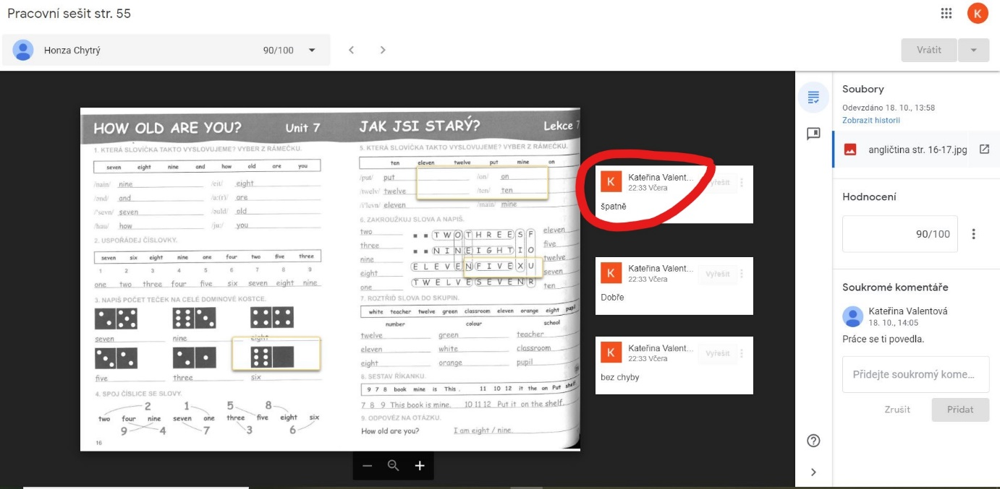 Pracovní sešit str. 55
K
Honza Chytrý
90/100
Vrátit
HOW OLD ARE YOU? Unit 7
1. KTERÁ SLOVÍČKA TAKTO VYSLOVUJEME? VYBER Z RÁMEČKU.
seven eight nine and how old are you
/nain/ nine /eit/ eight
/ənd/ and /a:(r)/ are
/'sevn/ seven /əuld/ old
/hau/ how /ju:/ you
2. USPOŘÁDEJ ČÍSLOVKY.
seven six eight nine one four two five three
1 2 3 4 5 6 7 8 9
one two three four five six seven eight nine
3. NAPIŠ POČET TEČEK NA CELÉ DOMINOVÉ KOSTCE.
seven nine eight
five three six
4. SPOJ ČÍSLICE SE SLOVY.
2 1 5 8
two four nine seven one three five eight six
9 4 7 3 6
16
JAK JSI STARÝ? Lekce 7
5. KTERÁ SLOVÍČKA TAKTO VYSLOVUJEME? VYBER Z RÁMEČKU.
ten eleven twelve put mine on
/put/ put /on/ on
/twelv/ twelve /ten/ ten
/i'levn/ eleven /main/ mine
6. ZAKROUŽKUJ SLOVA A NAPIŠ.
two
three
nine
eight
one
T W O T H R E E S F
N I N E I G H T I O
E L E V E N F I V E X U
T W E L V E S E V E N R
eleven
five
twelve
seven
ten
7. ROZTŘIĎ SLOVA DO SKUPIN.
white teacher twelve green classroom eleven orange eight pupil
number colour school
twelve green teacher
eleven white classroom
eight orange pupil
8. SESTAV ŘÍKANKU.
9 7 8 book mine is This . 11 10 12 it the on Put shelf
7 8 9 This book is mine. 10 11 12 Put it on the shelf.
9. ODPOVĚZ NA OTÁZKU.
How old are you? I am eight / nine.
K
Kateřina Valent...
22:33 Včera
yřešit
špatně
K
Kateřina Valent...
22:33 Včera
Vyřešit
Dobře
K
Kateřina Valent...
22:33 Včera
Vyřešit
bez chyby
Soubory
Odevzdáno 18. 10., 13:58
Zobrazit historii
angličtina str. 16-17.jpg
Hodnocení
90/100
Soukromé komentáře
Kateřina Valentová
18. 10., 14:05
Práce se ti povedla.
Přidejte soukromý kome...
Zrušit
Přidat